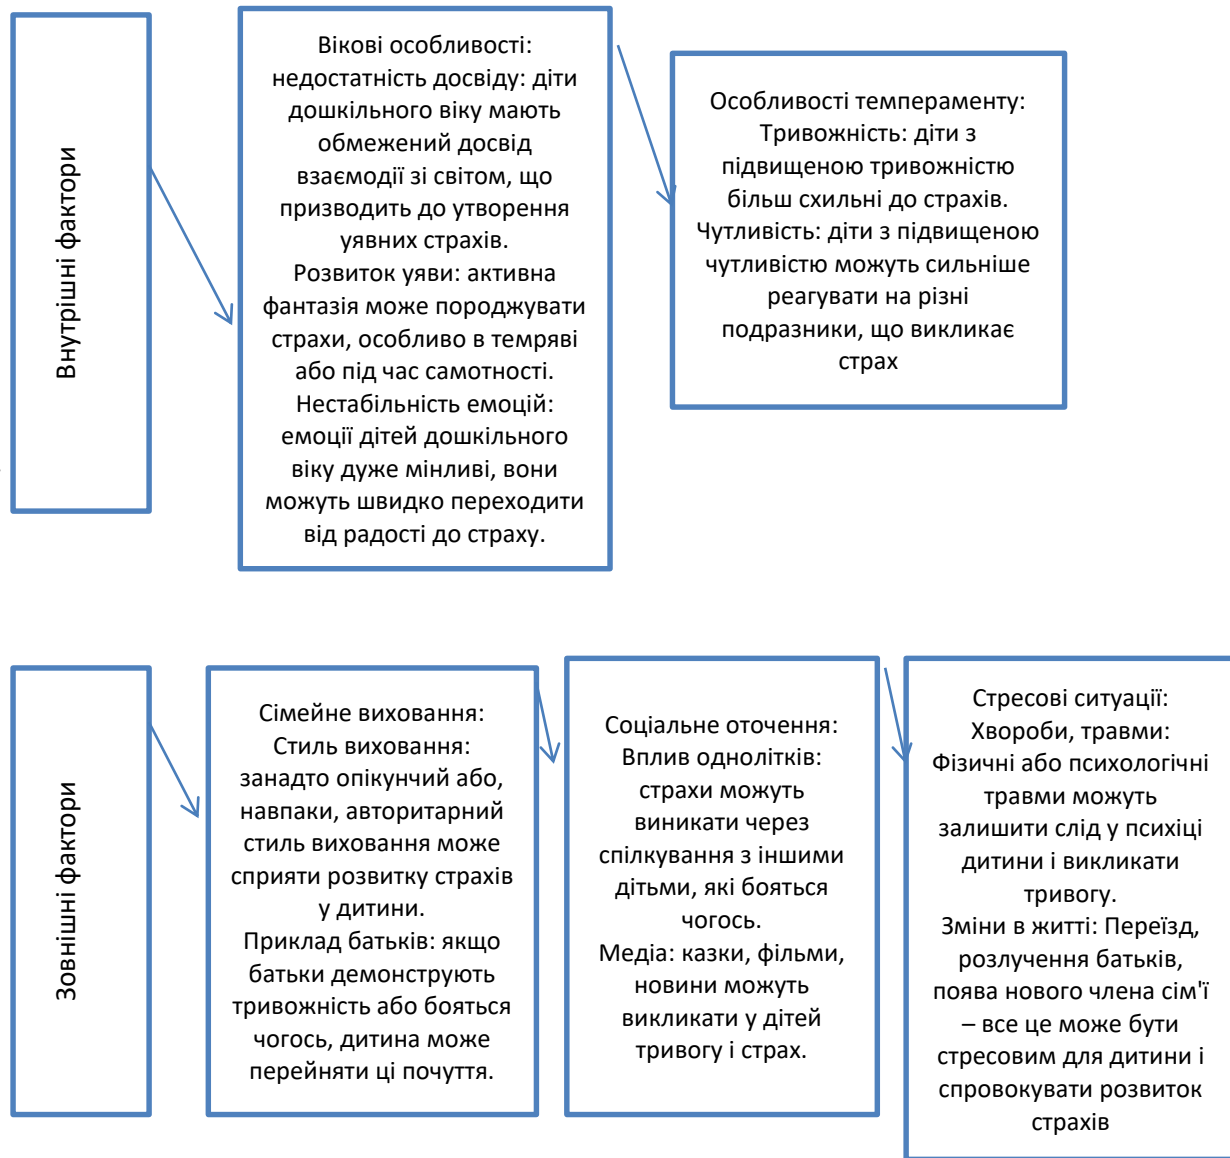 Внутрішні фактори
Вікові особливості:
недостатність досвіду: діти
дошкільного віку мають
обмежений досвід
взаємодії зі світом, що
призводить до утворення
уявних страхів.
Розвиток уяви: активна
фантазія може породжувати
страхи, особливо в темряві
або під час самотності.
Нестабільність емоцій:
емоції дітей дошкільного
віку дуже мінливі, вони
можуть швидко переходити
від радості до страху.
Особливості темпераменту:
Тривожність: діти з
підвищеною тривожністю
більш схильні до страхів.
Чутливість: діти з підвищеною
чутливістю можуть сильніше
реагувати на різні
подразники, що викликає
страх
Зовнішні фактори
Сімейне виховання:
Стиль виховання:
занадто опікунчий або,
навпаки, авторитарний
стиль виховання може
сприяти розвитку страхів
у дитини.
Приклад батьків: якщо
батьки демонструють
тривожність або бояться
чогось, дитина може
перейняти ці почуття.
Соціальне оточення:
Вплив однолітків:
страхи можуть
виникати через
спілкування з іншими
дітьми, які бояться
чогось.
Медіа: казки, фільми,
новини можуть
викликати у дітей
тривогу і страх.
Стресові ситуації:
Хвороби, травми:
Фізичні або психологічні
травми можуть
залишити слід у психіці
дитини і викликати
тривогу.
Зміни в житті: Переїзд,
розлучення батьків,
поява нового члена сім'ї
– все це може бути
стресовим для дитини і
спровокувати розвиток
страхів